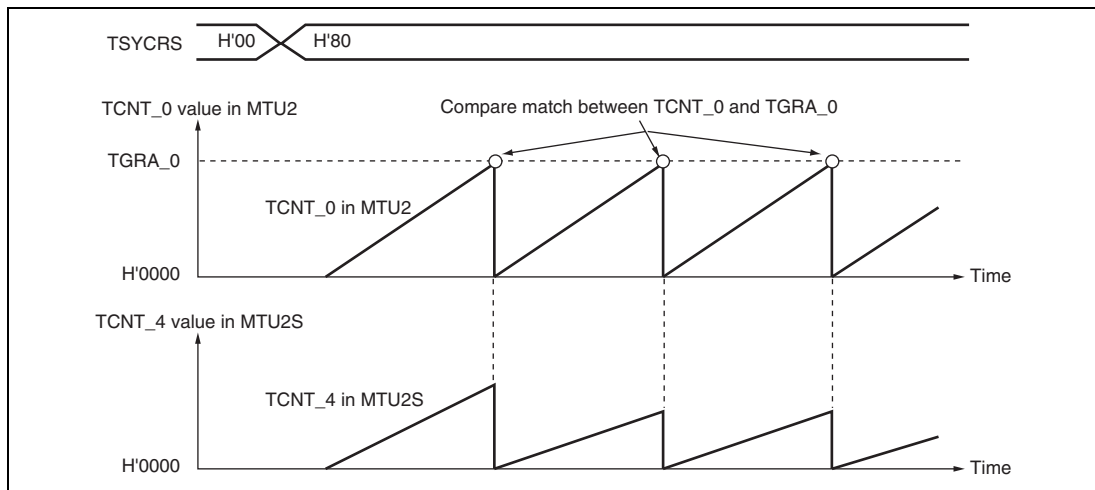 TSYCRS H'00 H'80
TCNT_0 value in MTU2
Compare match between TCNT_0 and TGRA_0
TGRA_0
TCNT_0 in MTU2
H'0000
Time
TCNT_4 value in MTU2S
TCNT_4 in MTU2S
H'0000
Time